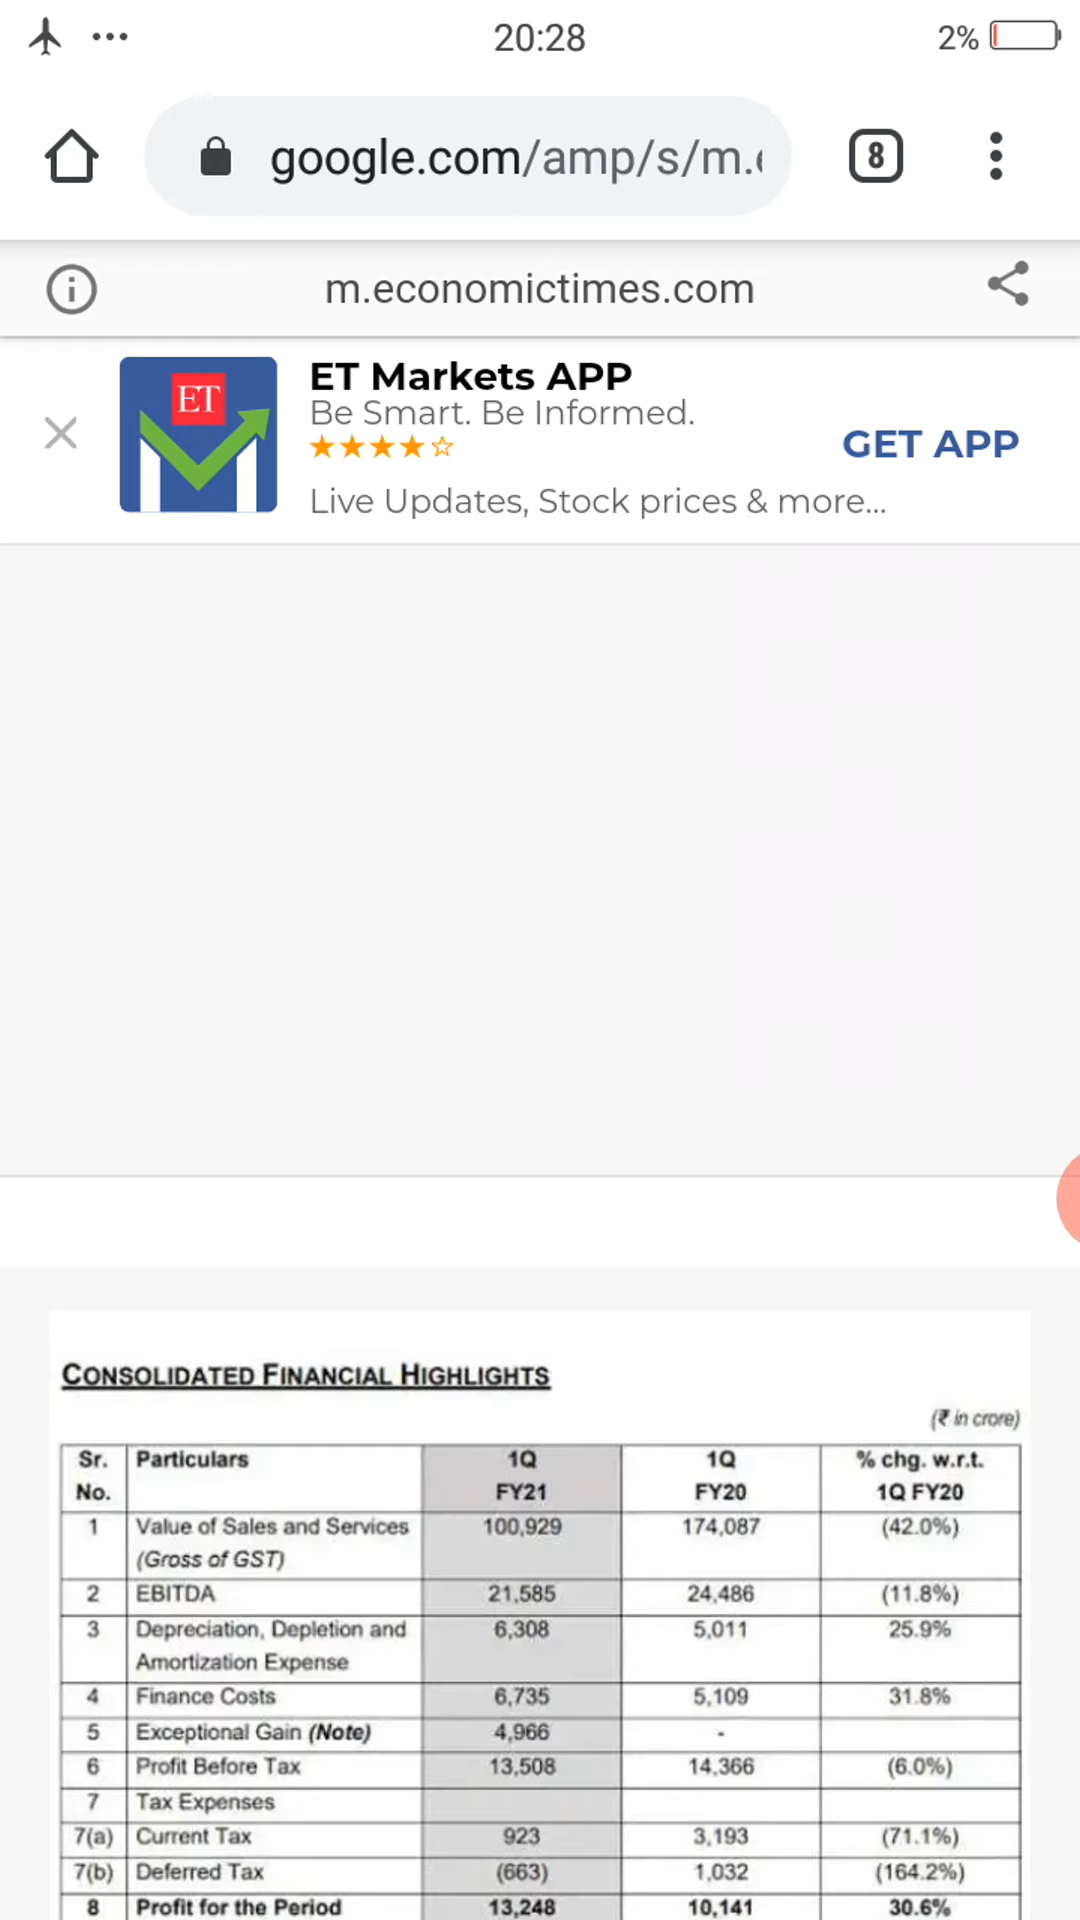 20:28
2%
google.com/amp/s/m.
8
m.economictimes.com
ET
ET Markets APP
Be Smart. Be Informed.
GET APP
Live Updates, Stock prices & more...
CONSOLIDATED FINANCIAL HIGHLIGHTS
(₹ in crore)
Sr. No. Particulars 1Q FY21 1Q FY20 % chg. w.r.t. 1Q FY20
1 Value of Sales and Services (Gross of GST) 100,929 174,087 (42.0%)
2 EBITDA 21,585 24,486 (11.8%)
3 Depreciation, Depletion and Amortization Expense 6,308 5,011 25.9%
4 Finance Costs 6,735 5,109 31.8%
5 Exceptional Gain (Note) 4,966 -
6 Profit Before Tax 13,508 14,366 (6.0%)
7 Tax Expenses
7(a) Current Tax 923 3,193 (71.1%)
7(b) Deferred Tax (663) 1,032 (164.2%)
8 Profit for the Period 13,248 10,141 30.6%